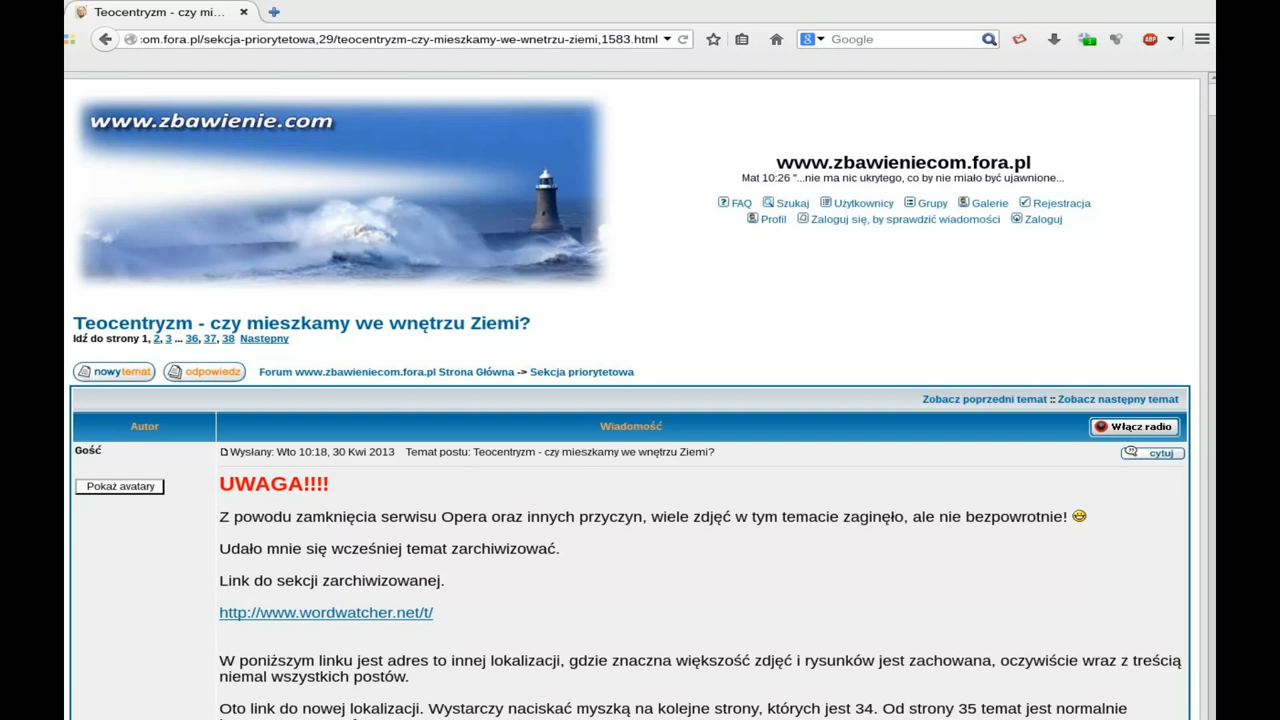 Teocentryzm - czy mi...
:om.fora.pl/sekcja-priorytetowa,29/teocentryzm-czy-mieszkamy-we-wnetrzu-ziemi,1583.html
Google
www.zbawienie.com
www.zbawieniecom.fora.pl
Mat 10:26 "...nie ma nic ukrytego, co by nie miało być ujawnione...
FAQ Szukaj Użytkownicy Grupy Galerie Rejestracja
Profil Zaloguj się, by sprawdzić wiadomości Zaloguj
Teocentryzm - czy mieszkamy we wnętrzu Ziemi?
Idź do strony 1, 2, 3 ... 36, 37, 38 Następny
nowytemat odpowiedz Forum www.zbawieniecom.fora.pl Strona Główna -> Sekcja priorytetowa
Zobacz poprzedni temat :: Zobacz następny temat
Autor Wiadomość Włącz radio
Gość Wysłany: Wto 10:18, 30 Kwi 2013 Temat postu: Teocentryzm - czy mieszkamy we wnętrzu Ziemi? cytuj
Pokaż avatary
UWAGA!!!!
Z powodu zamknięcia serwisu Opera oraz innych przyczyn, wiele zdjęć w tym temacie zaginęło, ale nie bezpowrotnie!
Udało mnie się wcześniej temat zarchiwizować.
Link do sekcji zarchiwizowanej.
http://www.wordwatcher.net/t/
W poniższym linku jest adres to innej lokalizacji, gdzie znaczna większość zdjęć i rysunków jest zachowana, oczywiście wraz z treścią
niemal wszystkich postów.
Oto link do nowej lokalizacji. Wystarczy naciskać myszką na kolejne strony, których jest 34. Od strony 35 temat jest normalnie